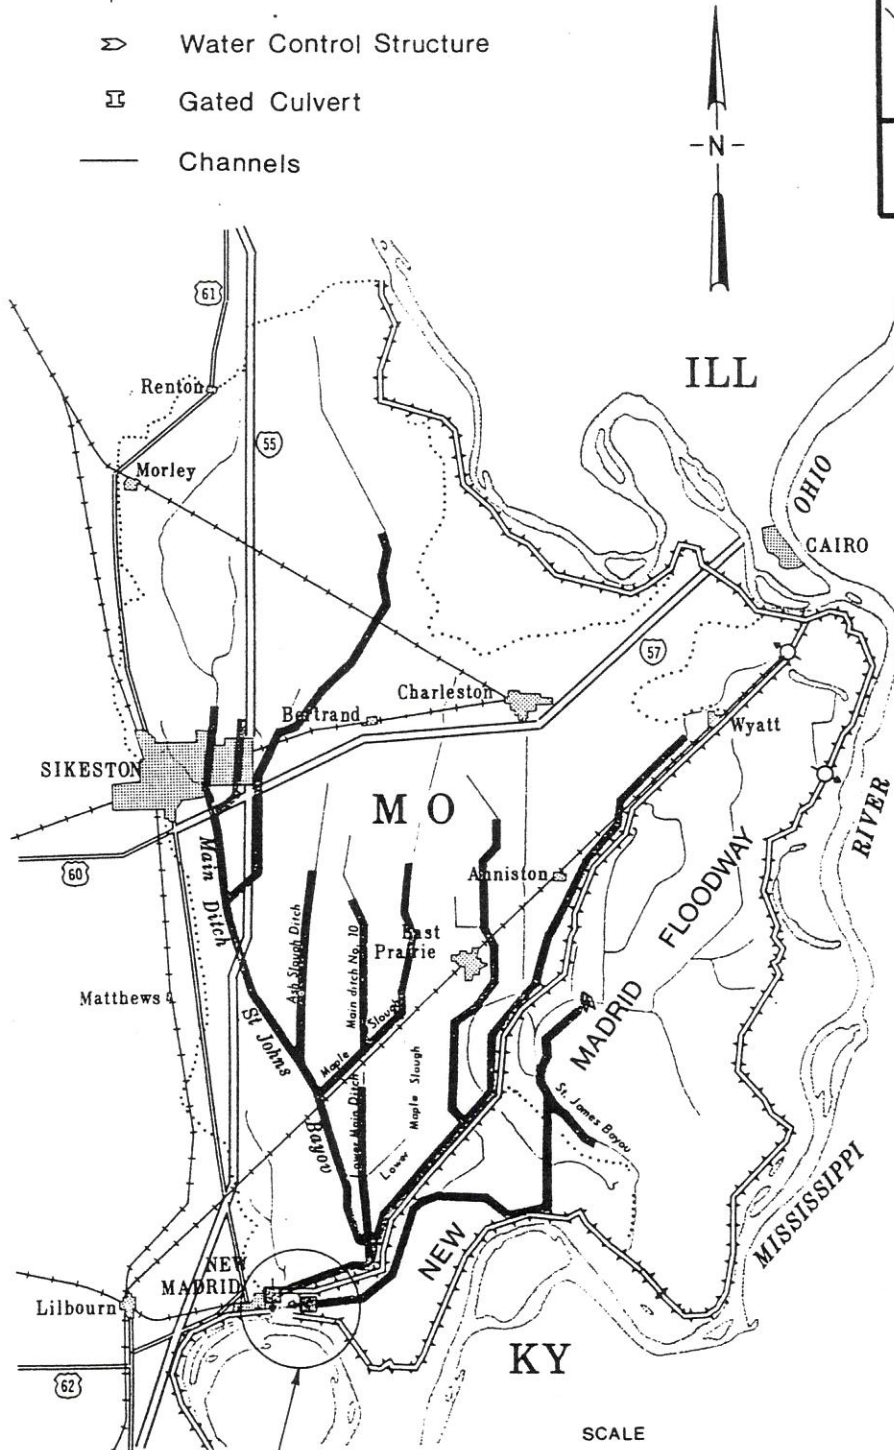 Water Control Structure
Gated Culvert
Channels
-N-
61
ILL
Renton
55
OHIO
Morley
CAIRO
57
Charleston
Bertrand
Wyatt
SIKESTON
MO
RIVER
60
Main Ditch
Anniston
FLOODWAY
East
Prairie
Ash Slough Ditch
Main ditch No. 10
Matthews
Maple Slough
MADRID
St Johns
Bayou
Lower Main Ditch
Lower Maple Slough
St. James Bayou
MISSISSIPPI
NEW
NEW
MADRID
Lilbourn
KY
62
SCALE